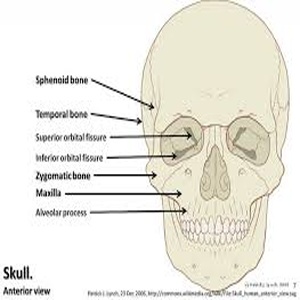 Sphenoid bone
Temporal bone
Superior orbital fissure
Inferior orbital fissure
Zygomatic bone
Maxilla
Alveolar process
Skull.
Anterior view
Patrick J. Lynch, 23 Dec 2006, http://commons.wikimedia.org/wiki/File:Skull_human_anterior_view.svg